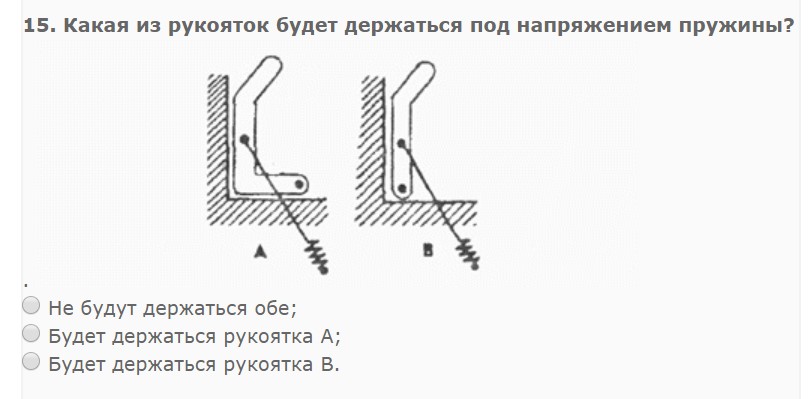 15. Какая из рукояток будет держаться под напряжением пружины?
A B
.
Не будут держаться обе;
Будет держаться рукоятка А;
Будет держаться рукоятка В.